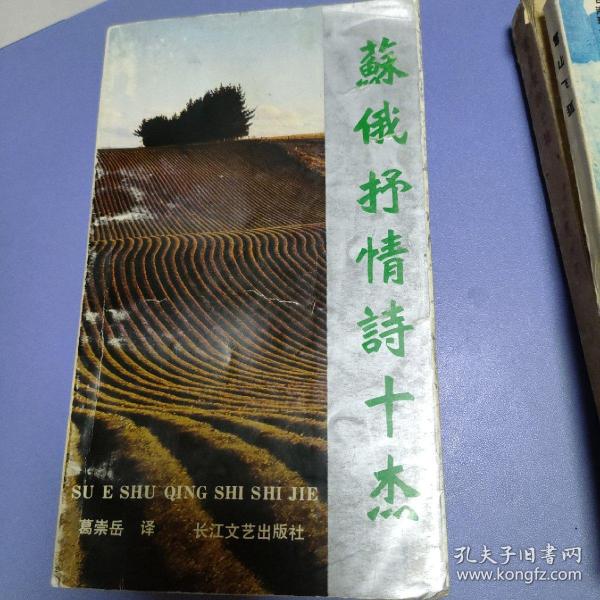 蘇俄抒情詩十杰
SU E SHU QING SHI SHI JIE
葛崇岳 译 长江文艺出版社
孔夫子旧書网
www.kongfz.com